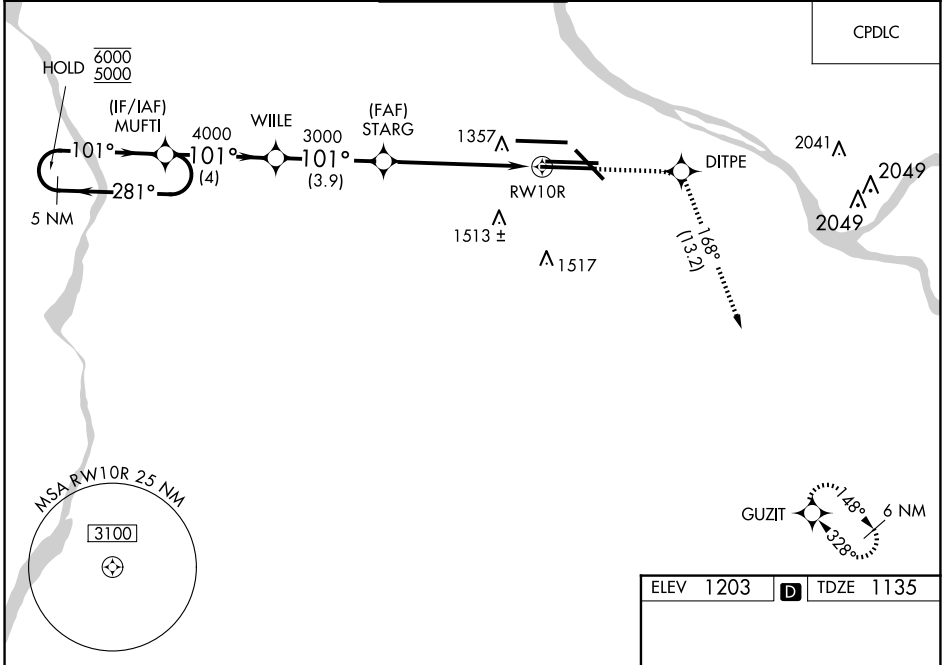 CPDLC
HOLD 6000
5000
(IF/IAF)
MUFTI
4000
WIILE
3000
(FAF)
STARG
1357
2041
101°
101°
101°
(4)
(3.9)
DITPE
2049
2049
RW10R
281°
5 NM
1513 ±
1517
168°
(13.2)
MSA RW10R 25 NM
3100
GUZIT
148°
328°
6 NM
ELEV 1203 D TDZE 1135